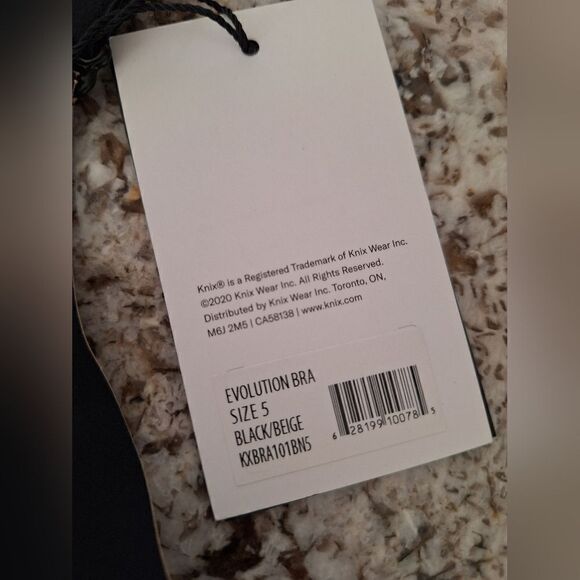 Knix® is a Registered Trademark of Knix Wear Inc.
©2020 Knix Wear Inc. All Rights Reserved.
Distributed by Knix Wear Inc. Toronto, ON,
M6J 2M5 | CA58138 | www.knix.com
EVOLUTION BRA
SIZE 5
BLACK/BEIGE
KXBRA101BN5
6 28199 10078 5